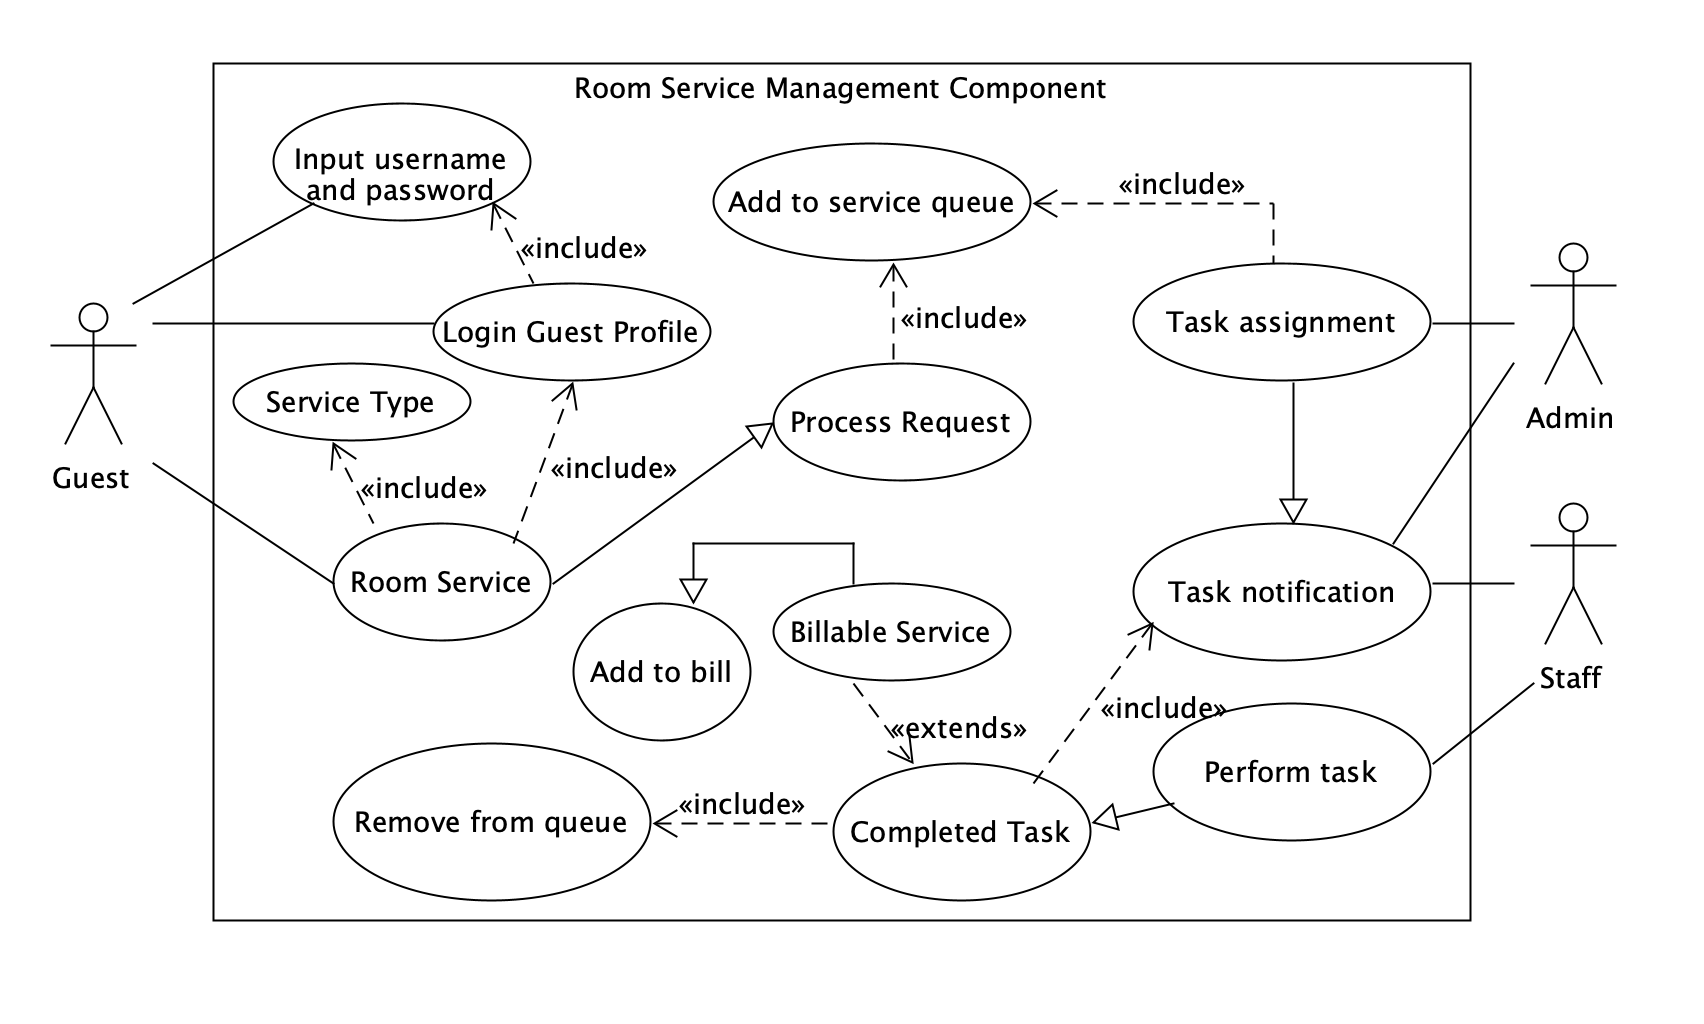 Room Service Management Component
Input username
and password
Add to service queue
«include»
«include»
Login Guest Profile
«include»
Task assignment
Service Type
Process Request
Admin
Guest
«include»
«include»
Room Service
Task notification
Billable Service
Add to bill
Staff
«extends»
«include»
Perform task
Remove from queue
«include»
Completed Task